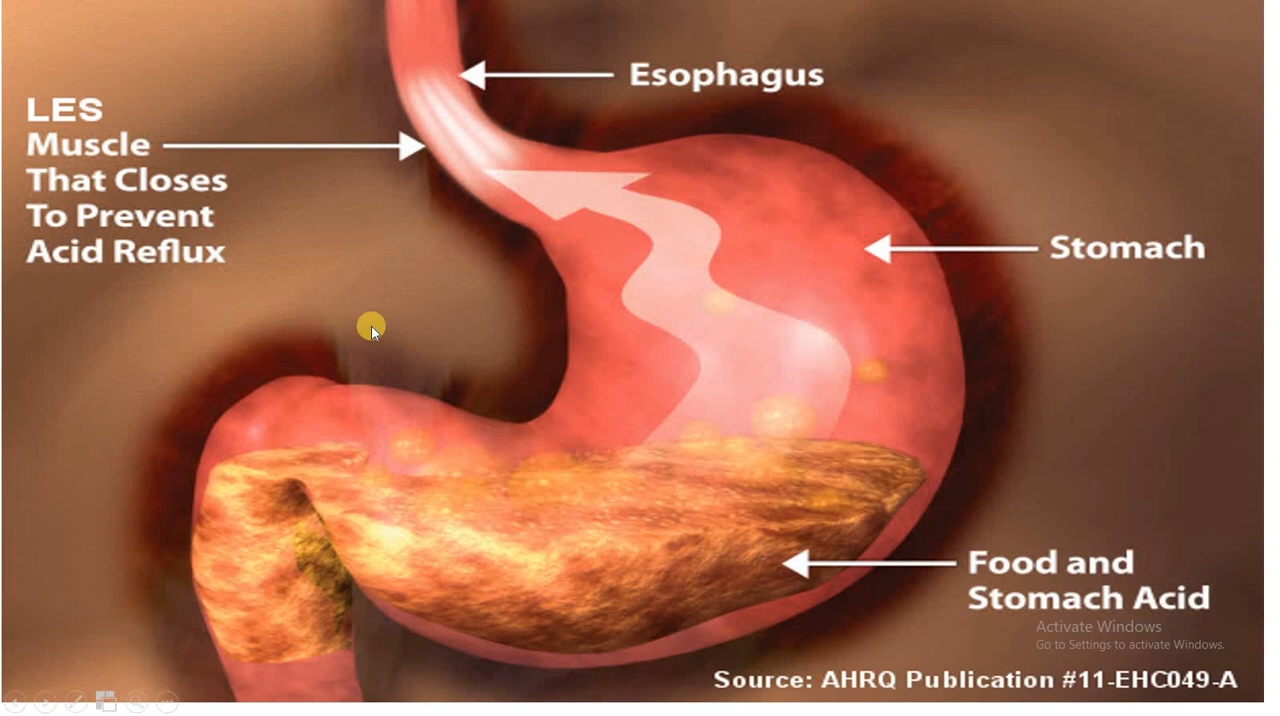 Esophagus
LES
Muscle
That Closes
To Prevent
Acid Reflux
Stomach
Food and
Stomach Acid
Activate Windows
Go to Settings to activate Windows.
Source: AHRQ Publication #11-EHC049-A